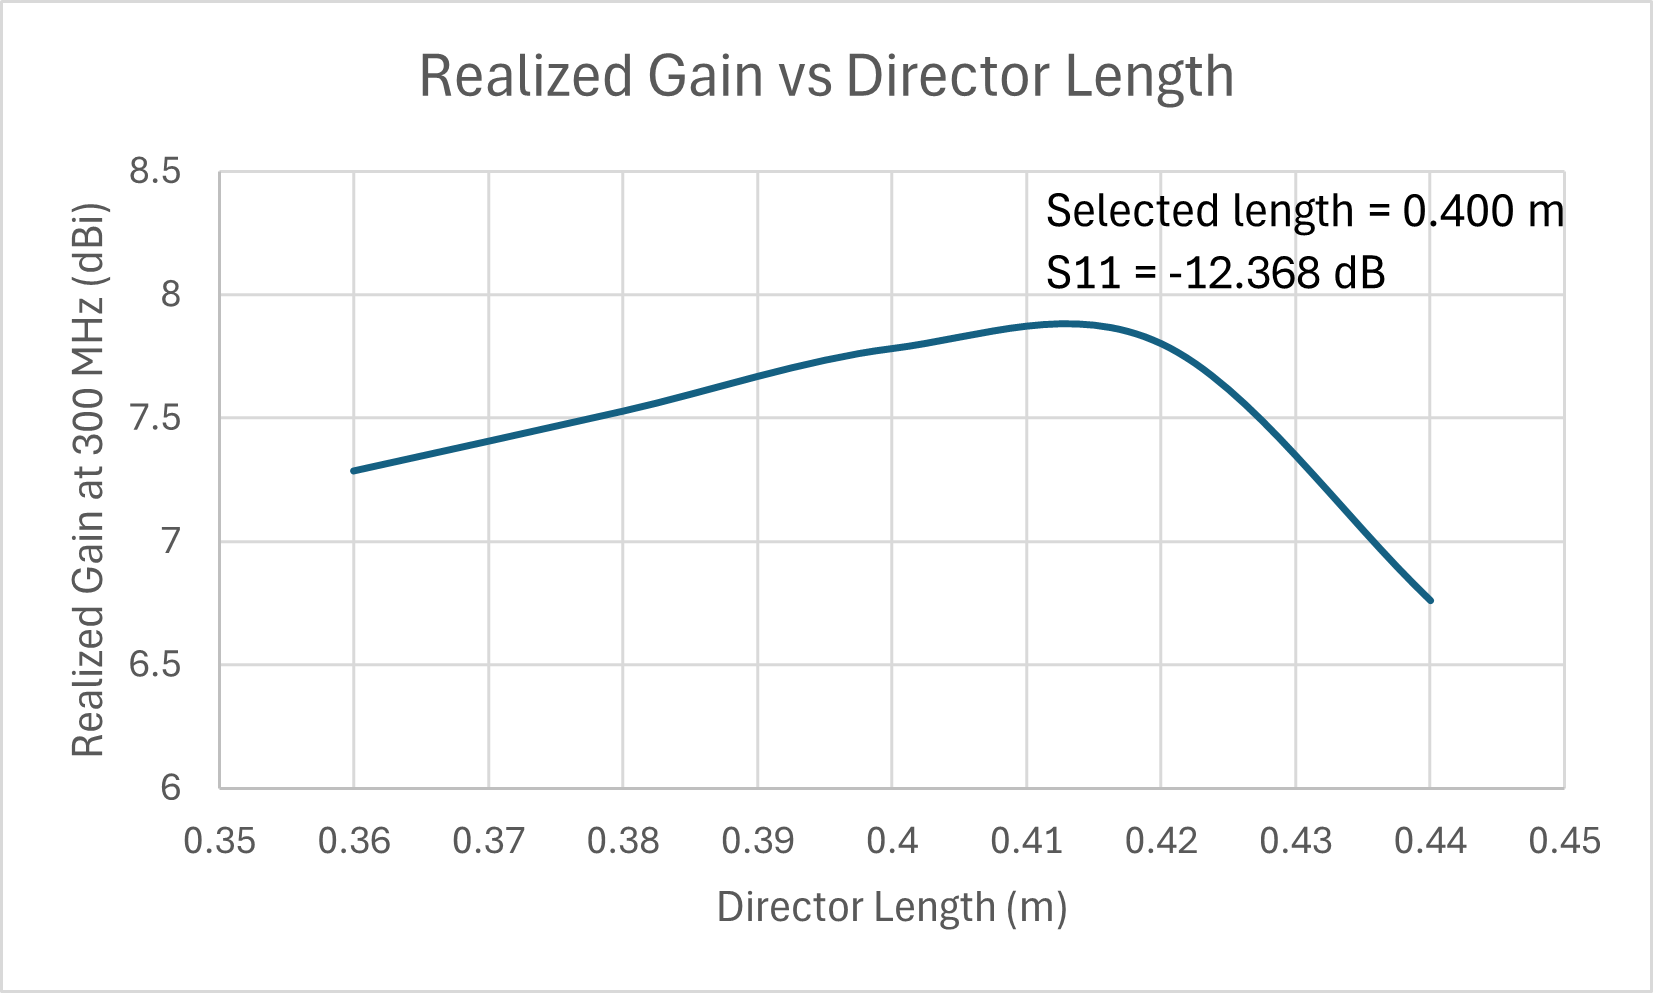 Realized Gain vs Director Length
Selected length = 0.400 m
S11 = -12.368 dB
Realized Gain at 300 MHz (dBi)
8.5
8
7.5
7
6.5
6
0.35 0.36 0.37 0.38 0.39 0.4 0.41 0.42 0.43 0.44 0.45
Director Length (m)